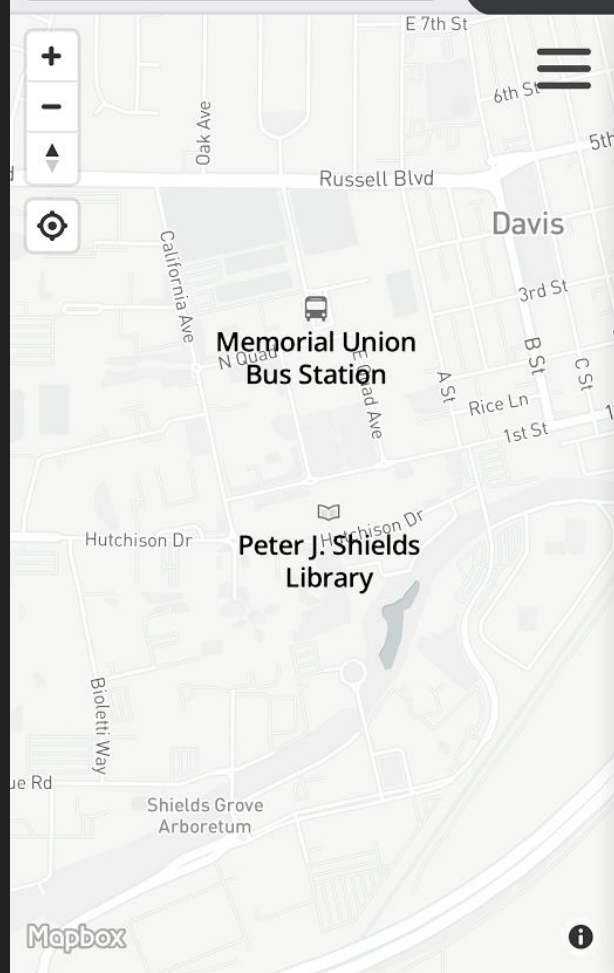 E 7th St
6th St
5th
Oak Ave
Russell Blvd
Davis
California Ave
3rd St
Memorial Union
Bus Station
N Quad
E Quad Ave
B St
A St
C St
Rice Ln
1st St
1
Hutchison Dr
Hutchison Dr
Peter J. Shields
Library
Bioletti Way
ue Rd
Shields Grove
Arboretum
Mapbox